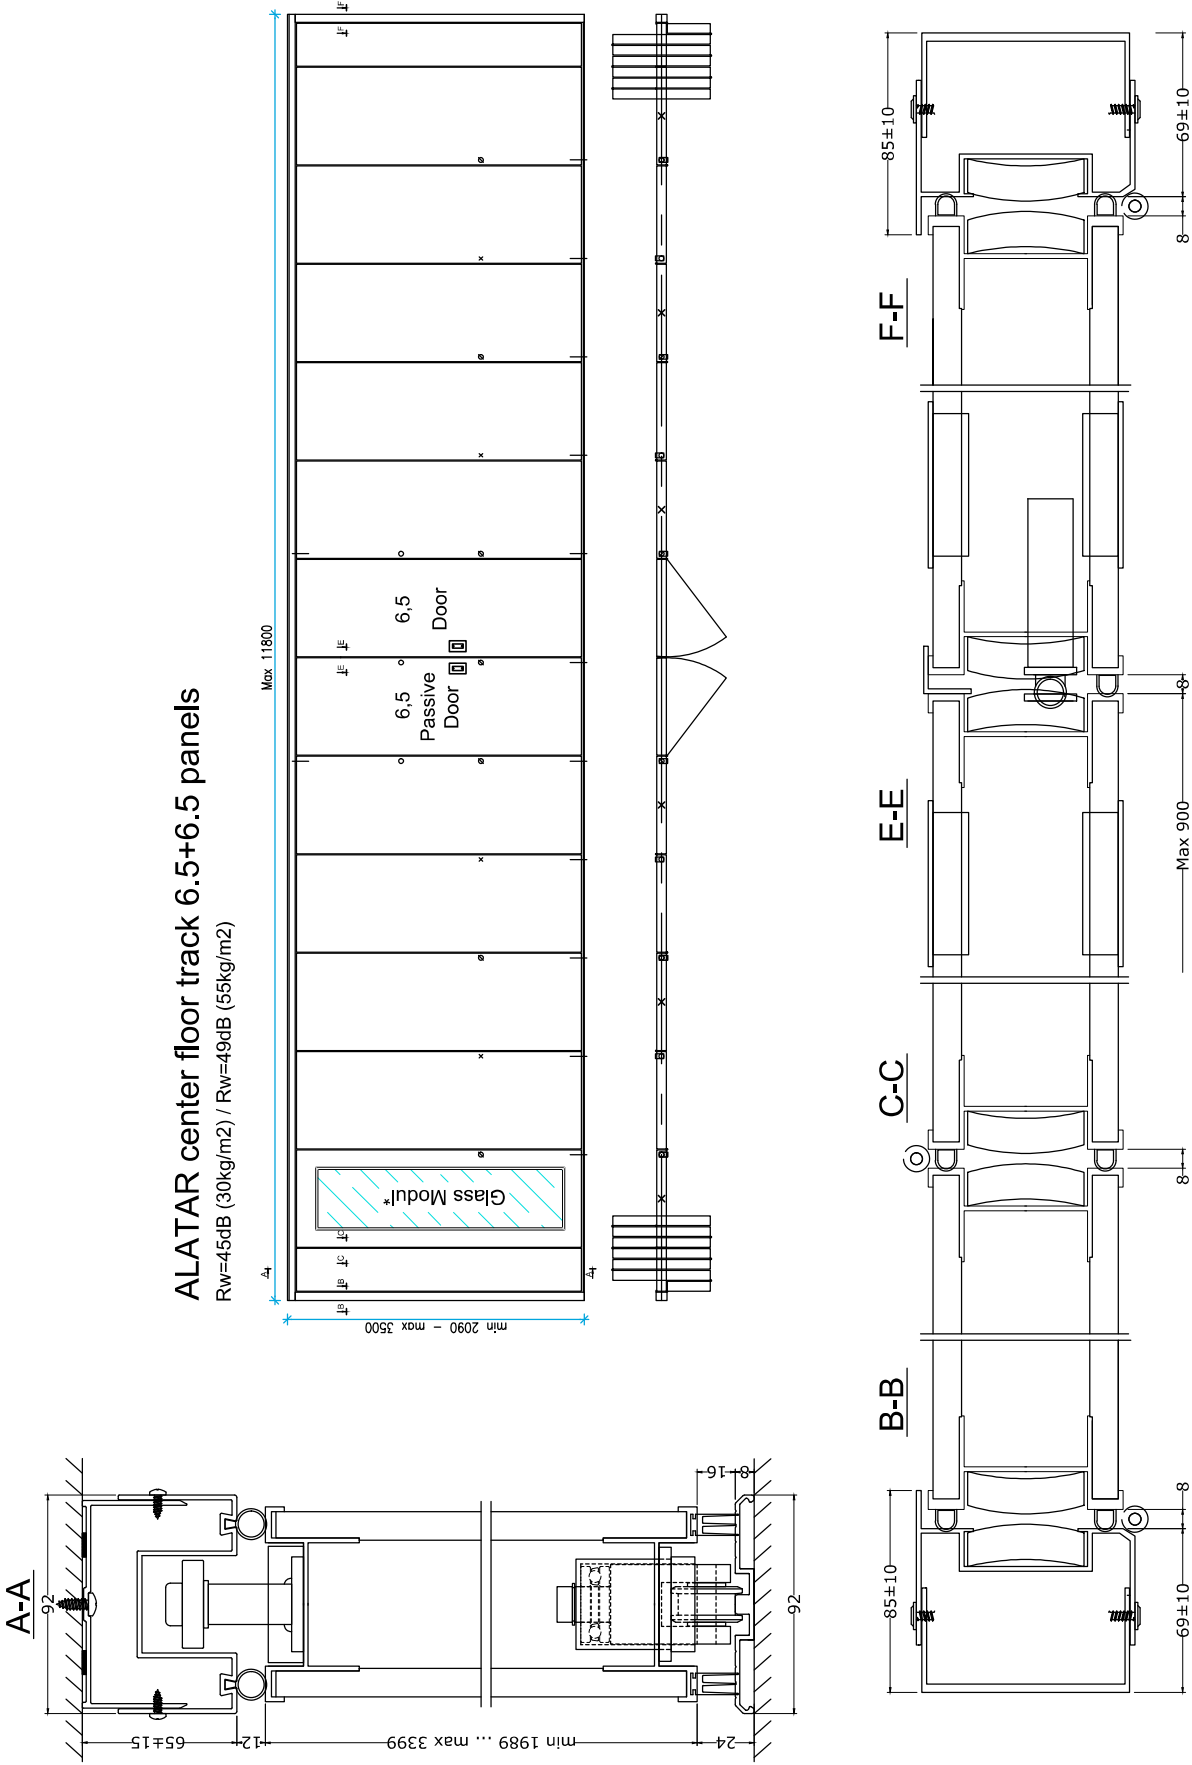 ALATAR center floor track 6.5+6.5 panels
Rw=45dB (30kg/m2) / Rw=49dB (55kg/m2)
Max 11800
min 2090 - max 3500
Glass Modul*
6,5
Passive
Door
6,5
Door
A
A
B
B
C
C
E
E
F
F
A-A
92
65±15
12
min 1989 ... max 3399
24
16
8
92
B-B
85±10
69±10
8
C-C
8
E-E
Max 900
8
F-F
85±10
69±10
8